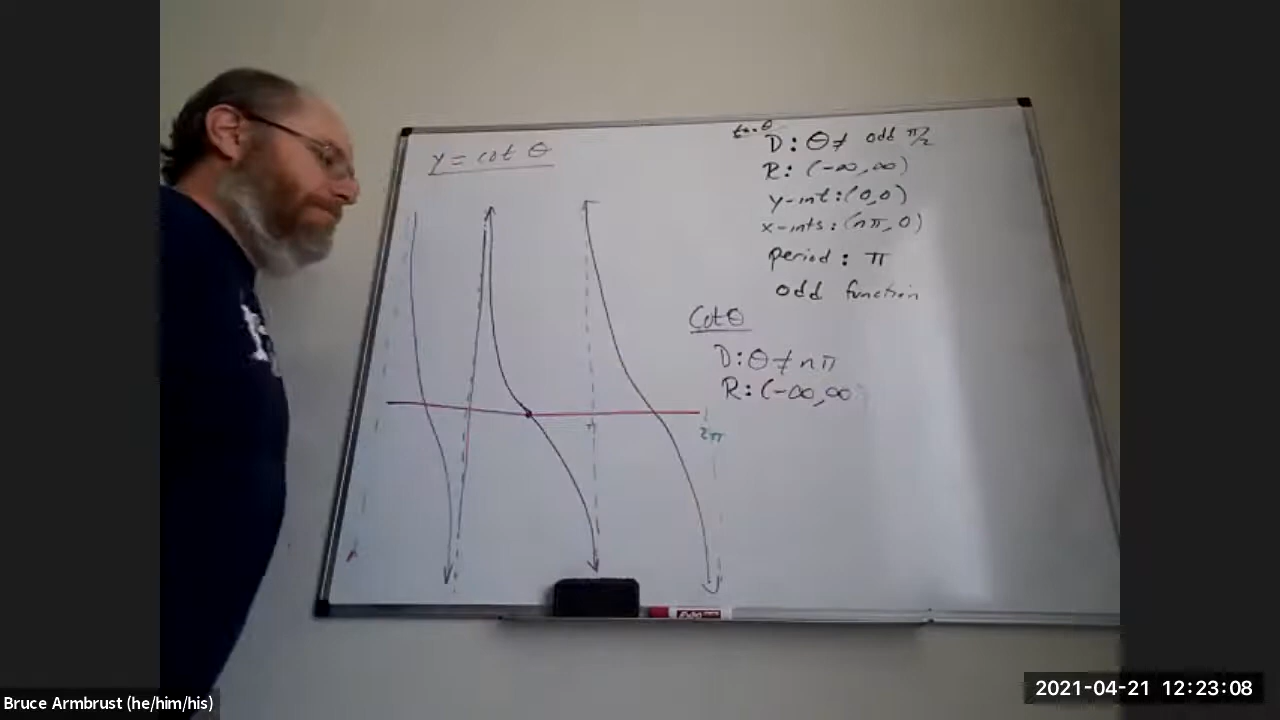 y = cot θ
tan θ
D: θ ≠ odd π/2
R: (-∞, ∞)
y-int: (0,0)
x-ints: (nπ, 0)
period: π
odd function
Cot θ
D: θ ≠ nπ
R: (-∞, ∞
π
2π
EXPO
Bruce Armbrust (he/him/his)
2021-04-21 12:23:08